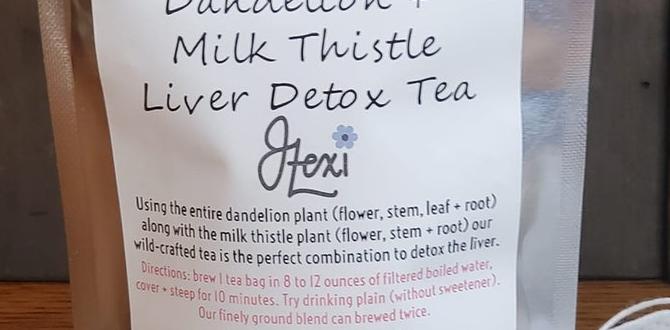 Dandelion +
Milk Thistle
Liver Detox Tea
Jlexi
Using the entire dandelion plant (flower, stem, leaf + root)
along with the milk thistle plant (flower, stem + root) our
wild-crafted tea is the perfect combination to detox the liver.
Directions: brew 1 tea bag in 8 to 12 ounces of filtered boiled water,
cover + steep for 10 minutes. Try drinking plain (without sweetener).
Our finely ground blend can brewed twice.